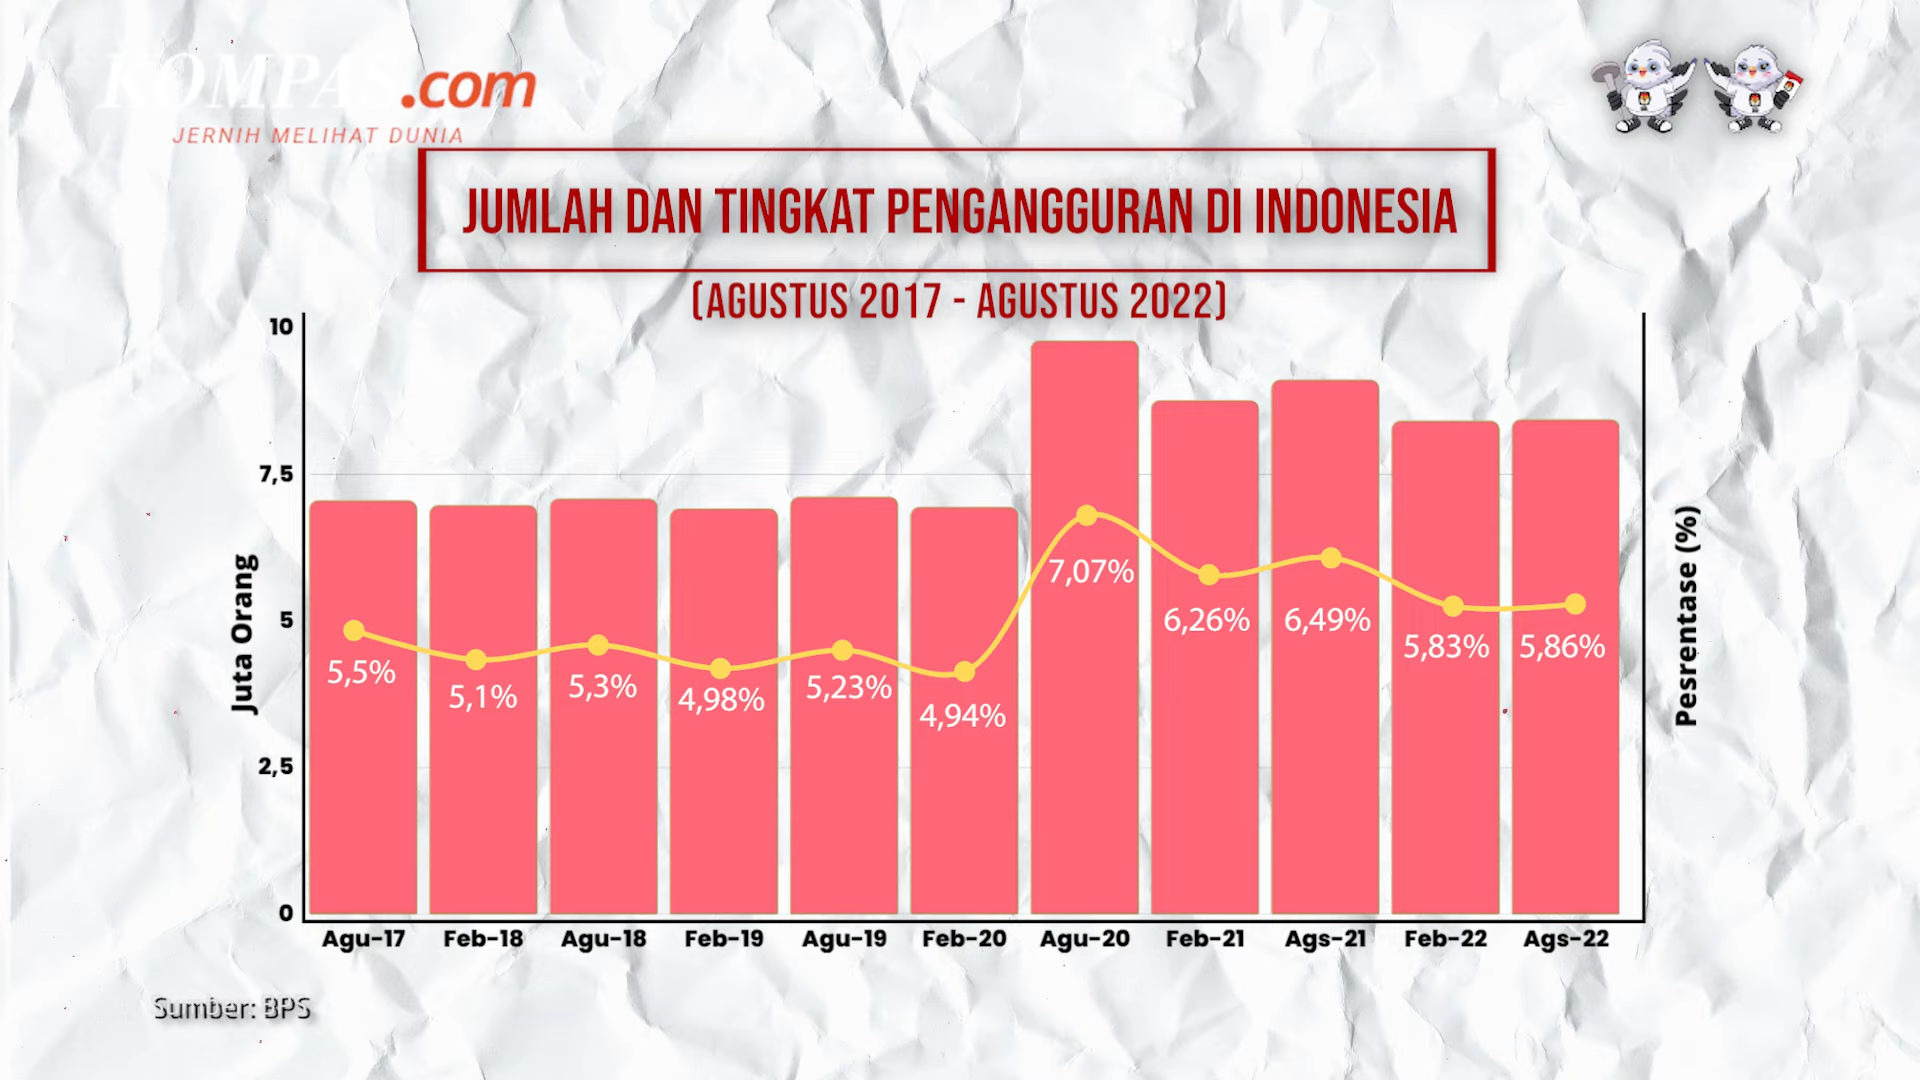 KOMPAS.com
JERNIH MELIHAT DUNIA
JUMLAH DAN TINGKAT PENGANGGURAN DI INDONESIA
(AGUSTUS 2017 - AGUSTUS 2022)
10
7,5
5
2,5
0
Juta Orang
Pesrentase (%)
5,5%
5,1%
5,3%
4,98%
5,23%
4,94%
7,07%
6,26%
6,49%
5,83%
5,86%
Agu-17 Feb-18 Agu-18 Feb-19 Agu-19 Feb-20 Agu-20 Feb-21 Ags-21 Feb-22 Ags-22
Sumber: BPS